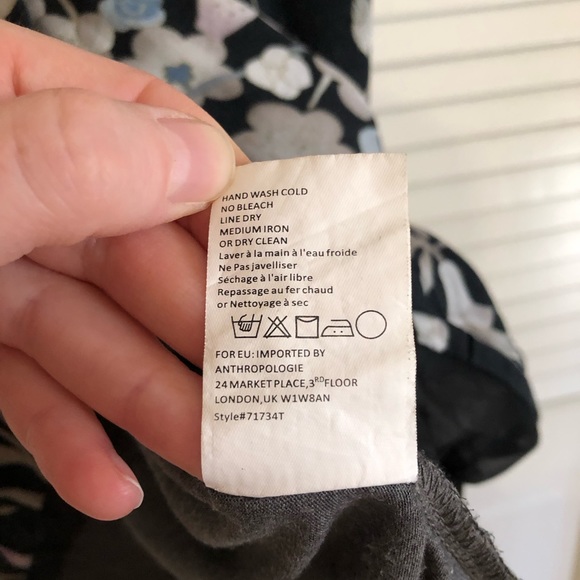 HAND WASH COLD
NO BLEACH
LINE DRY
MEDIUM IRON
OR DRY CLEAN
Laver à la main à l'eau froide
Ne Pas javelliser
Séchage à l'air libre
Repassage au fer chaud
or Nettoyage à sec
FOR EU: IMPORTED BY
ANTHROPOLOGIE
24 MARKET PLACE,3RD FLOOR
LONDON,UK W1W8AN
Style#71734T